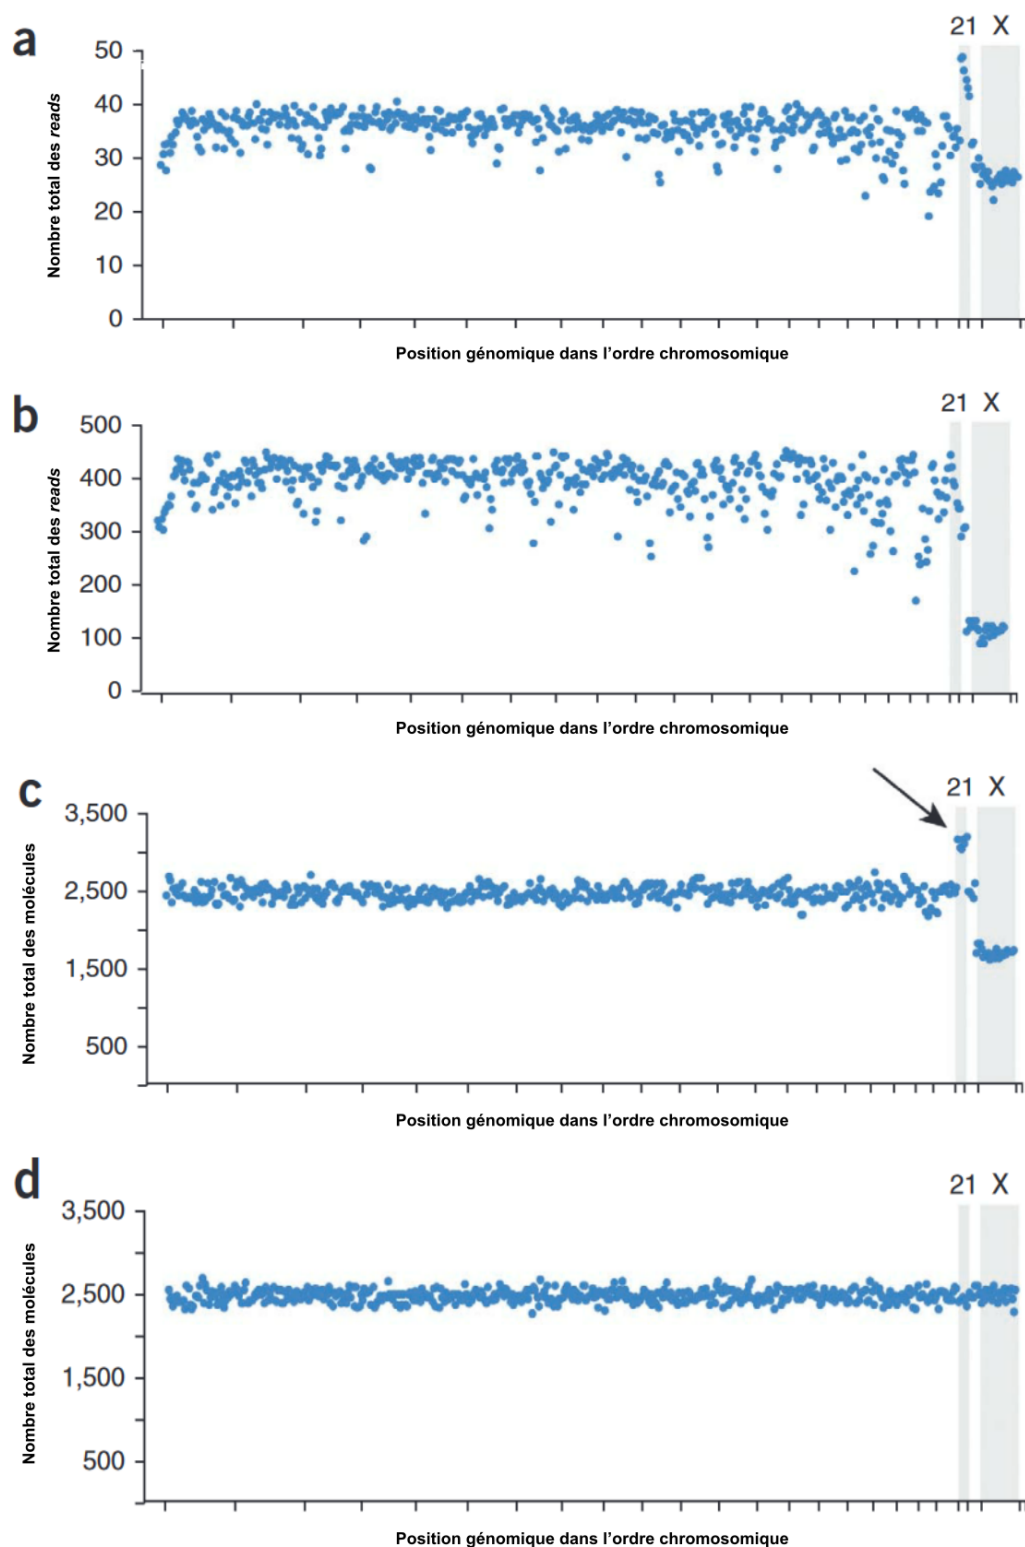 a
21 X
50
40
30
20
10
0
Nombre total des reads
Position génomique dans l’ordre chromosomique
b
21 X
500
400
300
200
100
0
Nombre total des reads
Position génomique dans l’ordre chromosomique
c
21 X
3,500
2,500
1,500
500
Nombre total des molécules
Position génomique dans l’ordre chromosomique
d
21 X
3,500
2,500
1,500
500
Nombre total des molécules
Position génomique dans l’ordre chromosomique